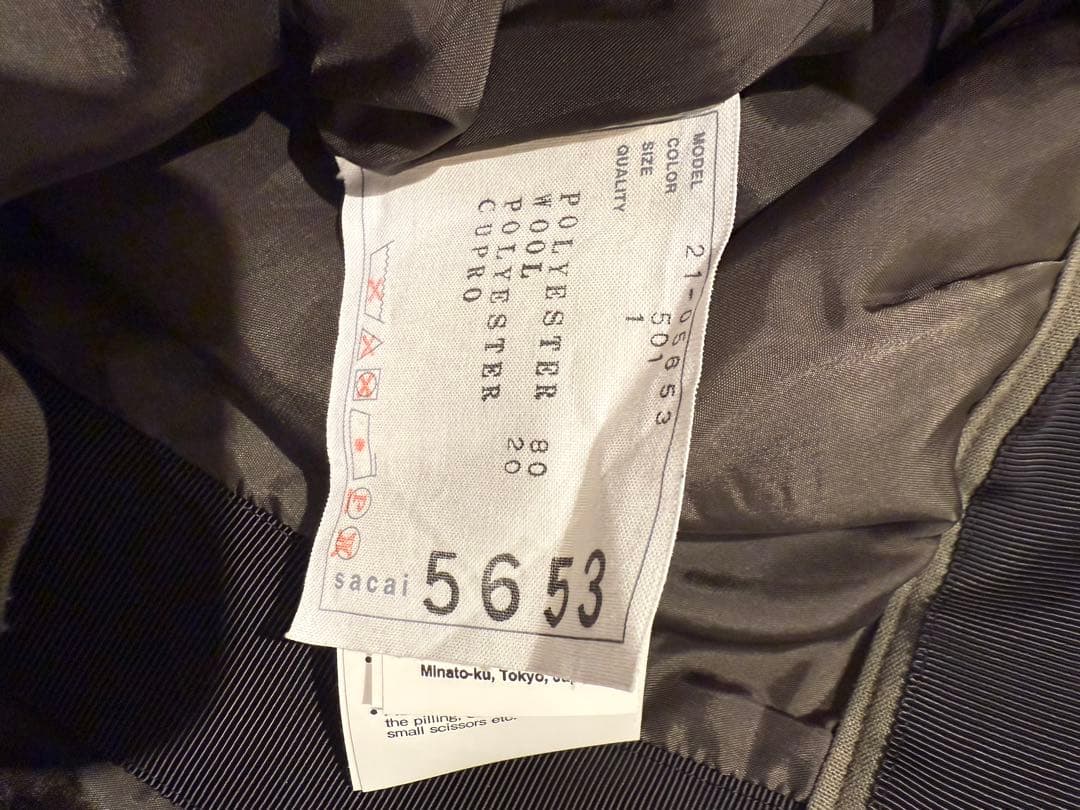 MODEL 21-05653
COLOR 501
SIZE 1
QUALITY
POLYESTER 80
WOOL 20
POLYESTER
CUPRO
P
sacai 5653
Minato-ku, Tokyo,
the pilling,
small scissors etc.